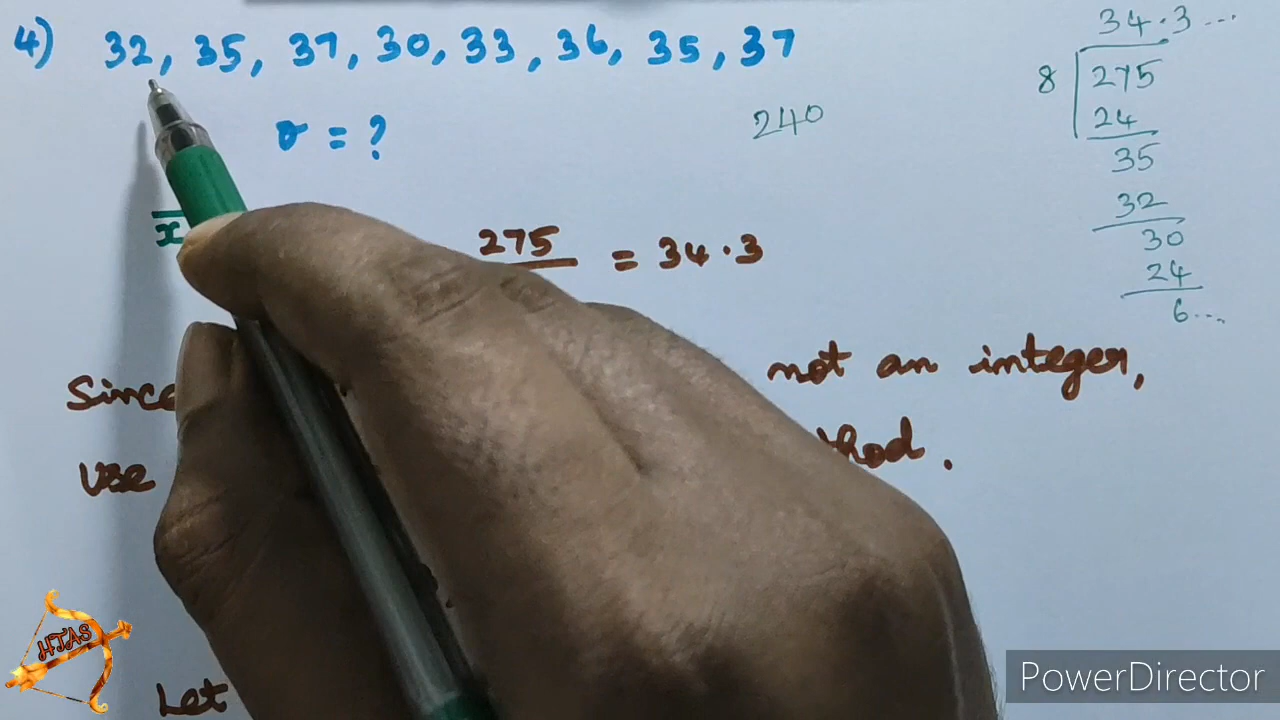 4) 32, 35, 37, 30, 33, 36, 35, 37
σ = ?
240
34.3...
8 275
24
35
32
30
24
6...
x
275 = 34.3
Since not an integer,
Use
Let
HTAS
PowerDirector